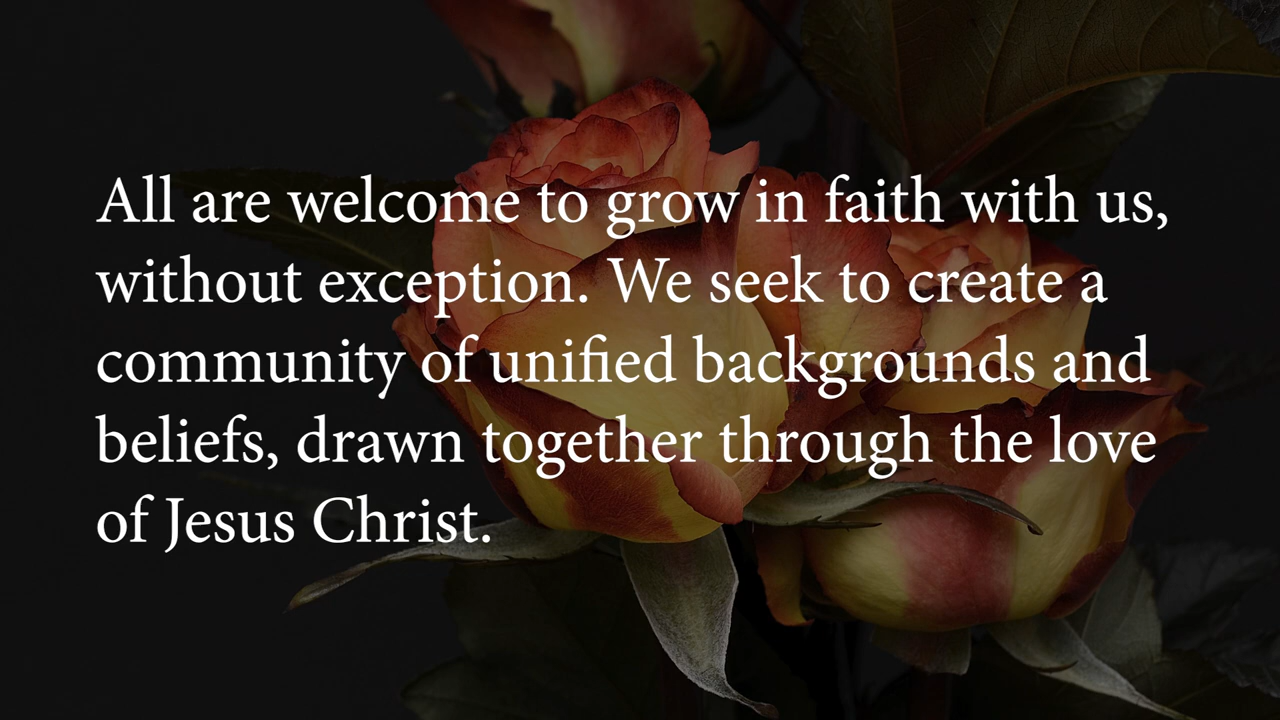 All are welcome to grow in faith with us,
without exception. We seek to create a
community of unified backgrounds and
beliefs, drawn together through the love
of Jesus Christ.